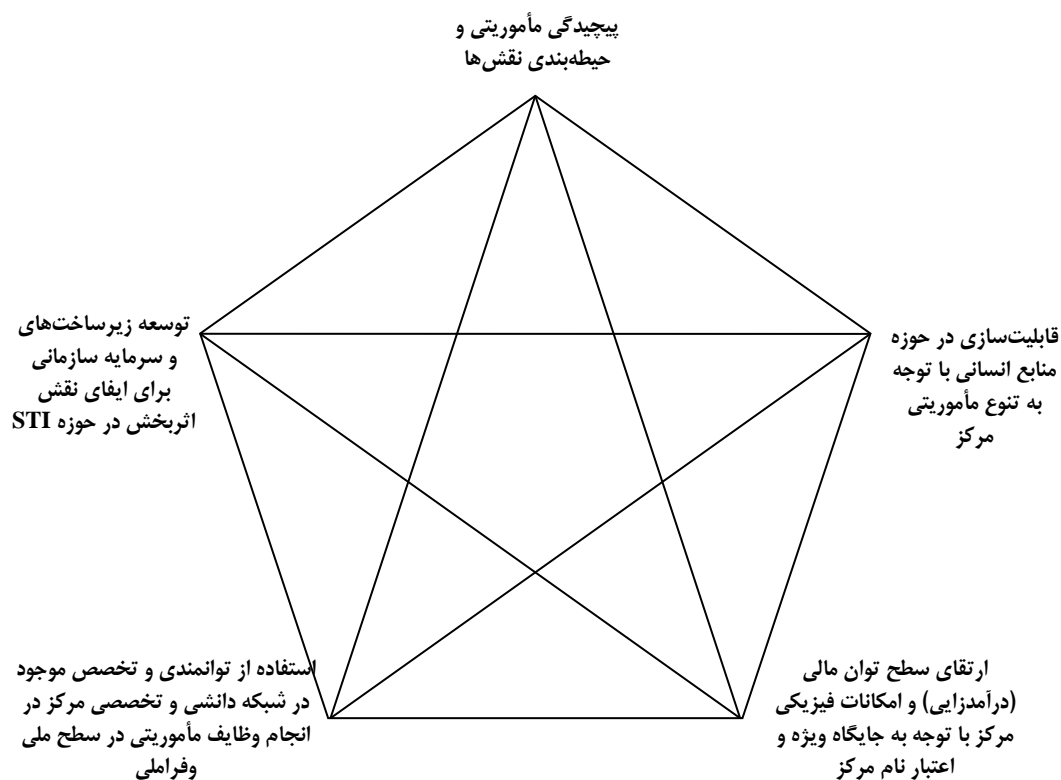 پیچیدگی مأموریتی و
حیطه‌بندی نقش‌ها
قابلیت‌سازی در حوزه
منابع انسانی با توجه
به تنوع مأموریتی
مرکز
توسعه زیرساخت‌های
و سرمایه سازمانی
برای ایفای نقش
اثربخش در حوزه STI
ارتقای سطح توان مالی
(درآمدزایی) و امکانات فیزیکی
مرکز با توجه به جایگاه ویژه و
اعتبار نام مرکز
استفاده از توانمندی و تخصص موجود
در شبکه دانشی و تخصصی مرکز در
انجام وظایف مأموریتی در سطح ملی
وفراملی